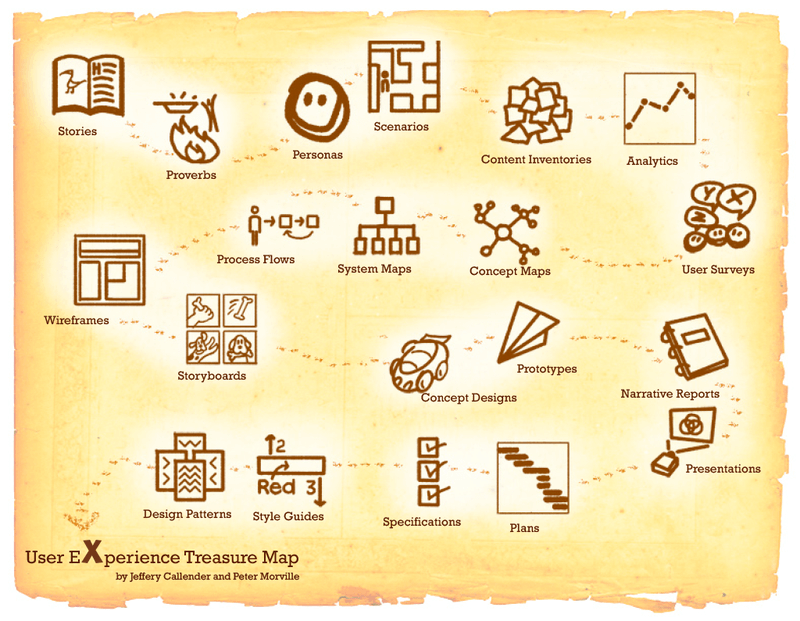 Stories
Proverbs
Personas
Scenarios
Content Inventories
Analytics
Y
X
User Surveys
Concept Maps
System Maps
Process Flows
Wireframes
Storyboards
Concept Designs
Prototypes
Narrative Reports
Presentations
Plans
Specifications
2
Red 3
Style Guides
Design Patterns
User EXperience Treasure Map
by Jeffery Callender and Peter Morville